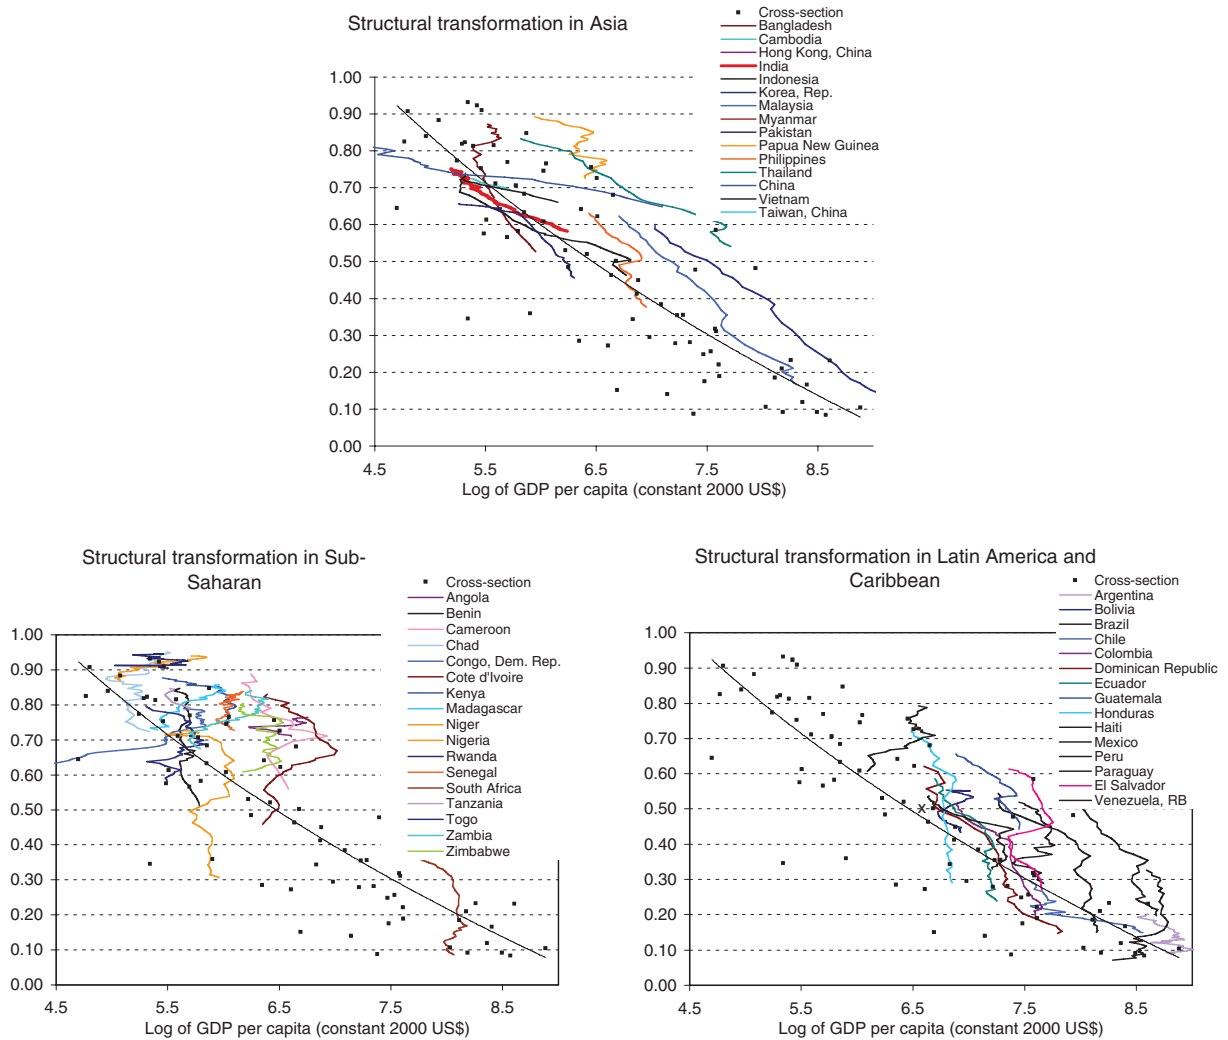 Structural transformation in Asia
Cross-section
Bangladesh
Cambodia
Hong Kong, China
India
Indonesia
Korea, Rep.
Malaysia
Myanmar
Pakistan
Papua New Guinea
Philippines
Thailand
China
Vietnam
Taiwan, China
1.00
0.90
0.80
0.70
0.60
0.50
0.40
0.30
0.20
0.10
0.00
4.5 5.5 6.5 7.5 8.5
Log of GDP per capita (constant 2000 US$)
Structural transformation in Sub-
Saharan
Cross-section
Angola
Benin
Cameroon
Chad
Congo, Dem. Rep.
Cote d'Ivoire
Kenya
Madagascar
Niger
Nigeria
Rwanda
Senegal
South Africa
Tanzania
Togo
Zambia
Zimbabwe
1.00
0.90
0.80
0.70
0.60
0.50
0.40
0.30
0.20
0.10
0.00
4.5 5.5 6.5 7.5 8.5
Log of GDP per capita (constant 2000 US$)
Structural transformation in Latin America and
Caribbean
Cross-section
Argentina
Bolivia
Brazil
Chile
Colombia
Dominican Republic
Ecuador
Guatemala
Honduras
Haiti
Mexico
Peru
Paraguay
El Salvador
Venezuela, RB
1.00
0.90
0.80
0.70
0.60
0.50
0.40
0.30
0.20
0.10
0.00
x
4.5 5.5 6.5 7.5 8.5
Log of GDP per capita (constant 2000 US$)